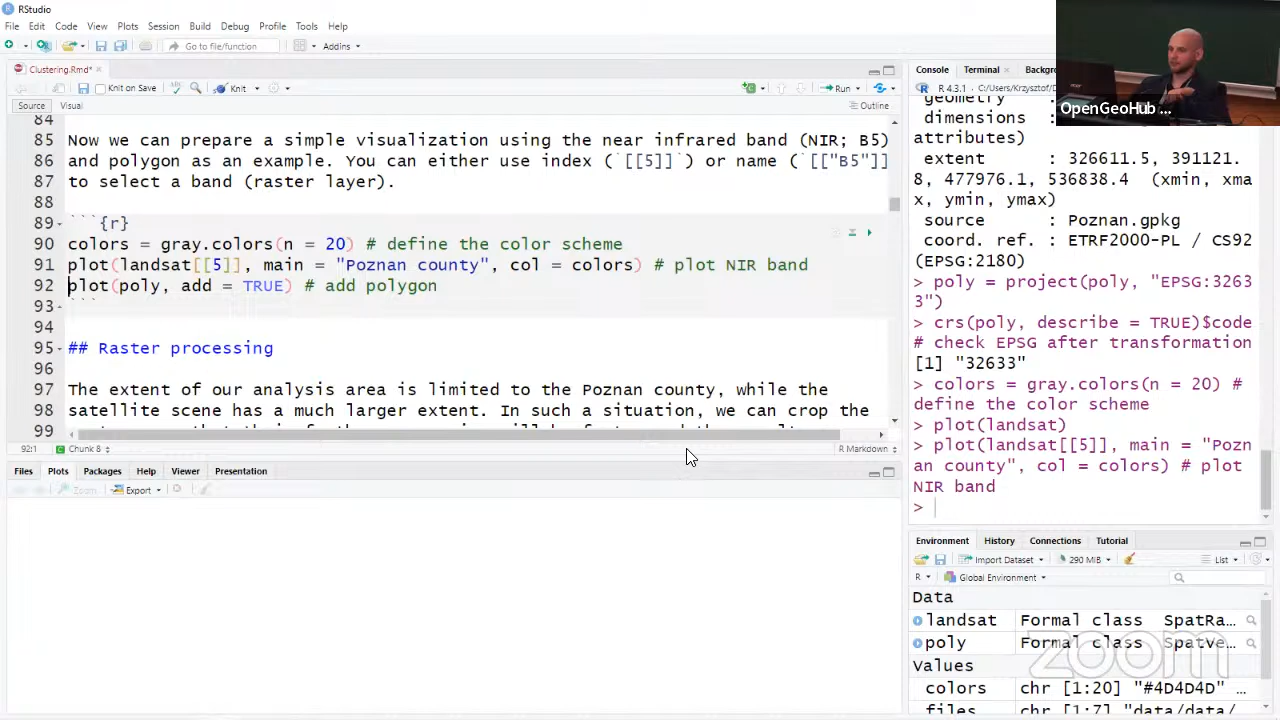 RStudio
File Edit Code View Plots Session Build Debug Profile Tools Help
Go to file/function Addins
Clustering.Rmd*
Knit on Save Knit Run
Source Visual Outline
84
85 Now we can prepare a simple visualization using the near infrared band (NIR; B5)
86 and polygon as an example. You can either use index (`[[5]]`) or name (`[["B5"]]
87 to select a band (raster layer).
88
89 ```{r}
90 colors = gray.colors(n = 20) # define the color scheme
91 plot(landsat[[5]], main = "Poznan county", col = colors) # plot NIR band
92 plot(poly, add = TRUE) # add polygon
93 ```
94
95 ## Raster processing
96
97 The extent of our analysis area is limited to the Poznan county, while the
98 satellite scene has a much larger extent. In such a situation, we can crop the
99
92:1 Chunk 8 R Markdown
Files Plots Packages Help Viewer Presentation
Zoom Export
Console Terminal Backgr
R 4.3.1 · C:/Users/Krzysztof/D
OpenGeoHub ...
geometry :
dimensions :
attributes)
extent : 326611.5, 391121.
8, 477976.1, 536838.4 (xmin, xma
x, ymin, ymax)
source : Poznan.gpkg
coord. ref. : ETRF2000-PL / CS92
(EPSG:2180)
> poly = project(poly, "EPSG:3263
3")
> crs(poly, describe = TRUE)$code
# check EPSG after transformation
[1] "32633"
> colors = gray.colors(n = 20) #
define the color scheme
> plot(landsat)
> plot(landsat[[5]], main = "Pozn
an county", col = colors) # plot
NIR band
>
Environment History Connections Tutorial
Import Dataset 290 MiB List
R Global Environment
Data
landsat Formal class SpatRa…
poly Formal class SpatVe…
Values
colors chr [1:20] "#4D4D4D" …
files chr [1:7] "data/data/
zoom